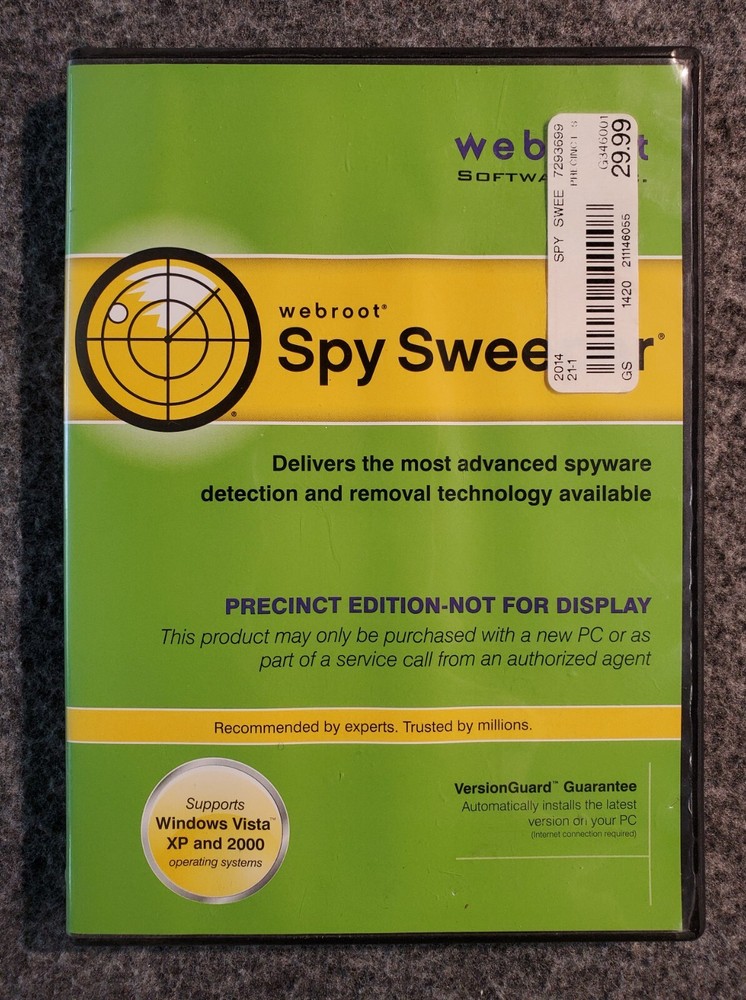 web t
SOFTWA
webroot®
Spy Swee r®
Delivers the most advanced spyware
detection and removal technology available
PRECINCT EDITION-NOT FOR DISPLAY
This product may only be purchased with a new PC or as
part of a service call from an authorized agent
Recommended by experts. Trusted by millions.
Supports
Windows Vista™
XP and 2000
operating systems
VersionGuard™ Guarantee
Automatically installs the latest
version on your PC
(Internet connection required)
SPY SWEE 7293699
PRECINCT S
G346001
29.99
2014
21-1
1420 211146055
GS